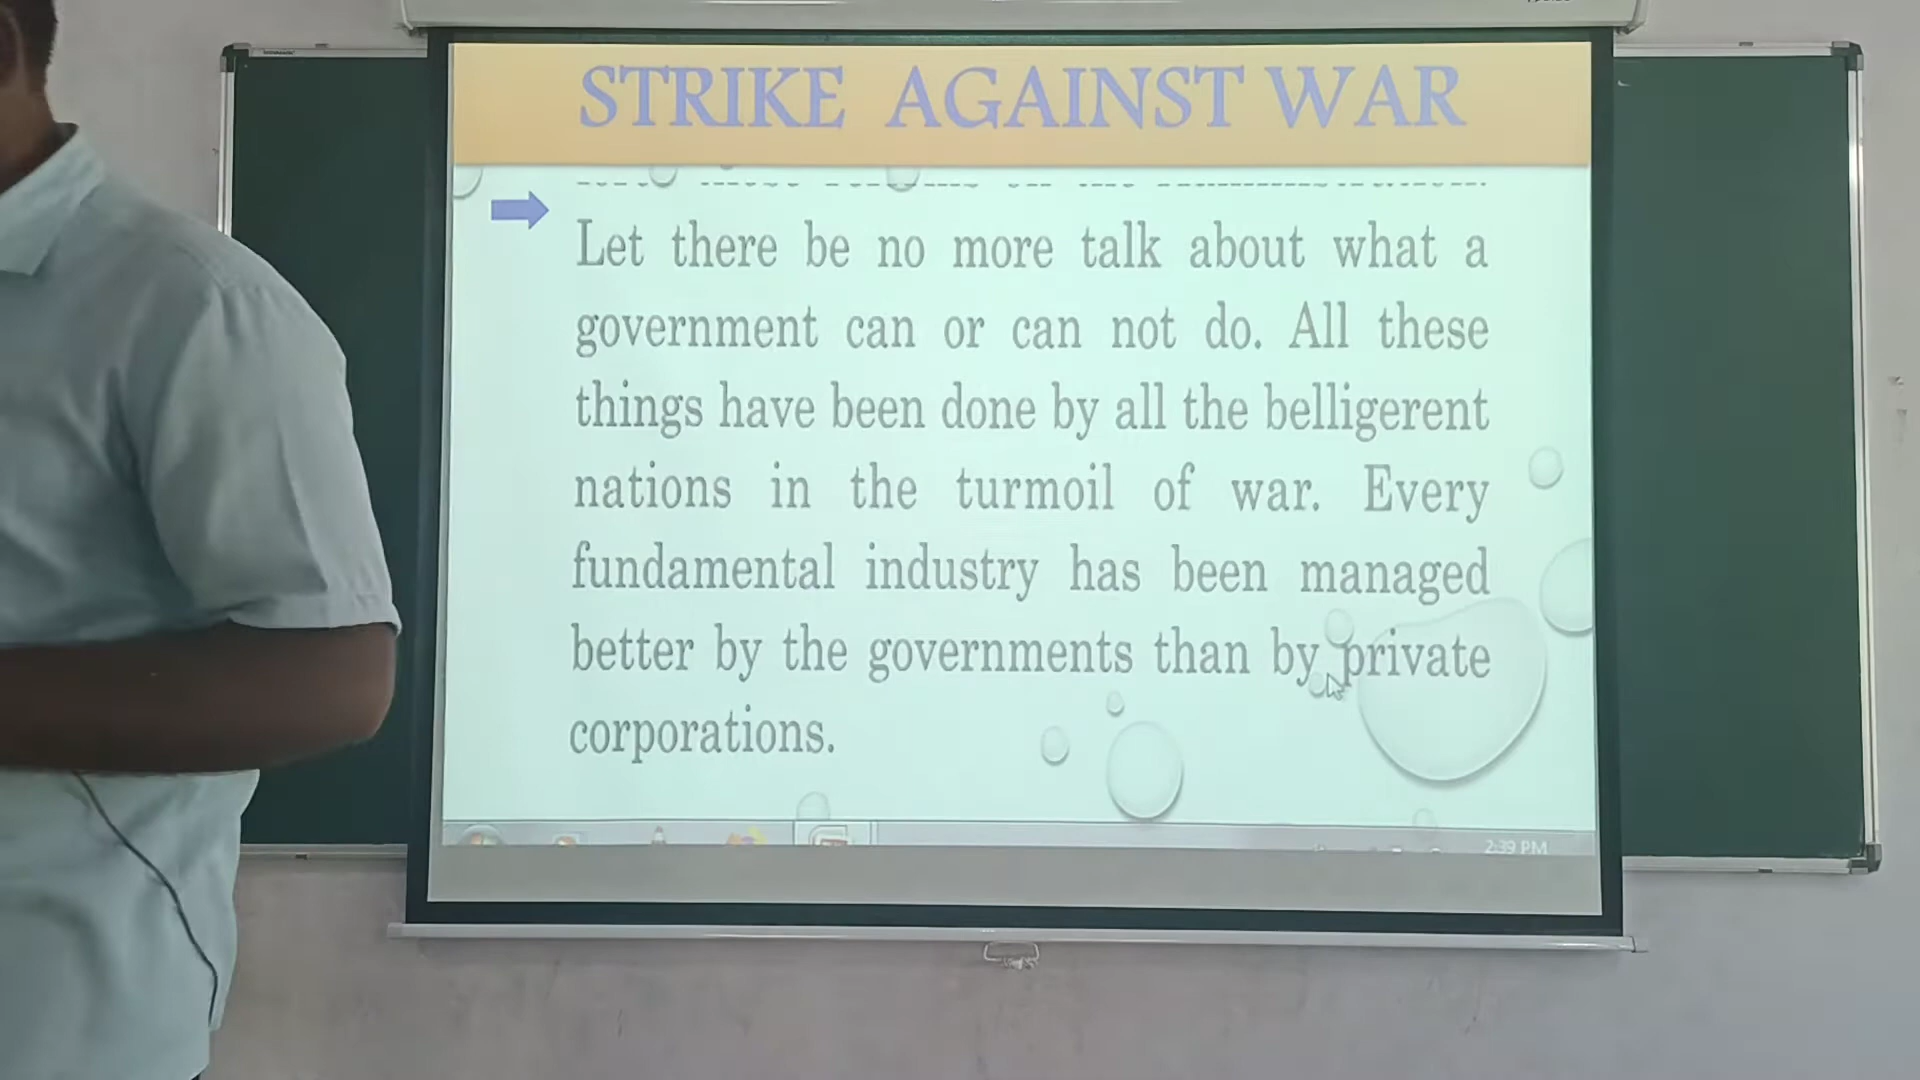 STRIKE AGAINST WAR
Let there be no more talk about what a
government can or can not do. All these
things have been done by all the belligerent
nations in the turmoil of war. Every
fundamental industry has been managed
better by the governments than by private
corporations.
2:39 PM